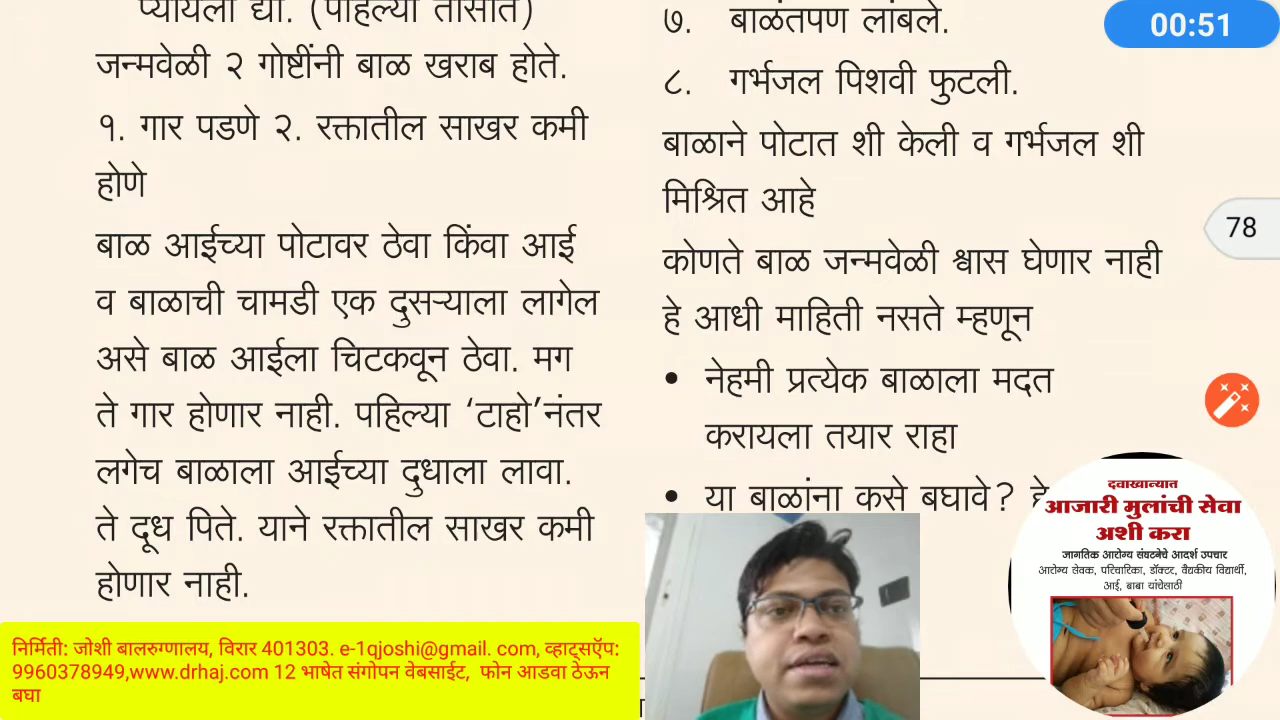 प्यायला द्या. (पहिल्या तासात)
जन्मवेळी २ गोष्टींनी बाळ खराब होते.
१. गार पडणे २. रक्तातील साखर कमी
होणे
बाळ आईच्या पोटावर ठेवा किंवा आई
व बाळाची चामडी एक दुसऱ्याला लागेल
असे बाळ आईला चिटकवून ठेवा. मग
ते गार होणार नाही. पहिल्या ‘टाहो’नंतर
लगेच बाळाला आईच्या दुधाला लावा.
ते दूध पिते. याने रक्तातील साखर कमी
होणार नाही.
७. बाळंतपण लांबले.
८. गर्भजल पिशवी फुटली.
बाळाने पोटात शी केली व गर्भजल शी
मिश्रित आहे
कोणते बाळ जन्मवेळी श्वास घेणार नाही
हे आधी माहिती नसते म्हणून
• नेहमी प्रत्येक बाळाला मदत
करायला तयार राहा
• या बाळांना कसे बघावे? हे
00:51
78
दवाखान्यात
आजारी मुलांची सेवा
अशी करा
जागतिक आरोग्य संघटनेचे आदर्श उपचार
आरोग्य सेवक, परिचारिका, डॉक्टर, वैद्यकीय विद्यार्थी,
आई, बाबा यांचेसाठी
निर्मिती: जोशी बालरुग्णालय, विरार 401303. e-1qjoshi@gmail. com, व्हाट्सऍप:
9960378949,www.drhaj.com 12 भाषेत संगोपन वेबसाईट, फोन आडवा ठेऊन
बघा